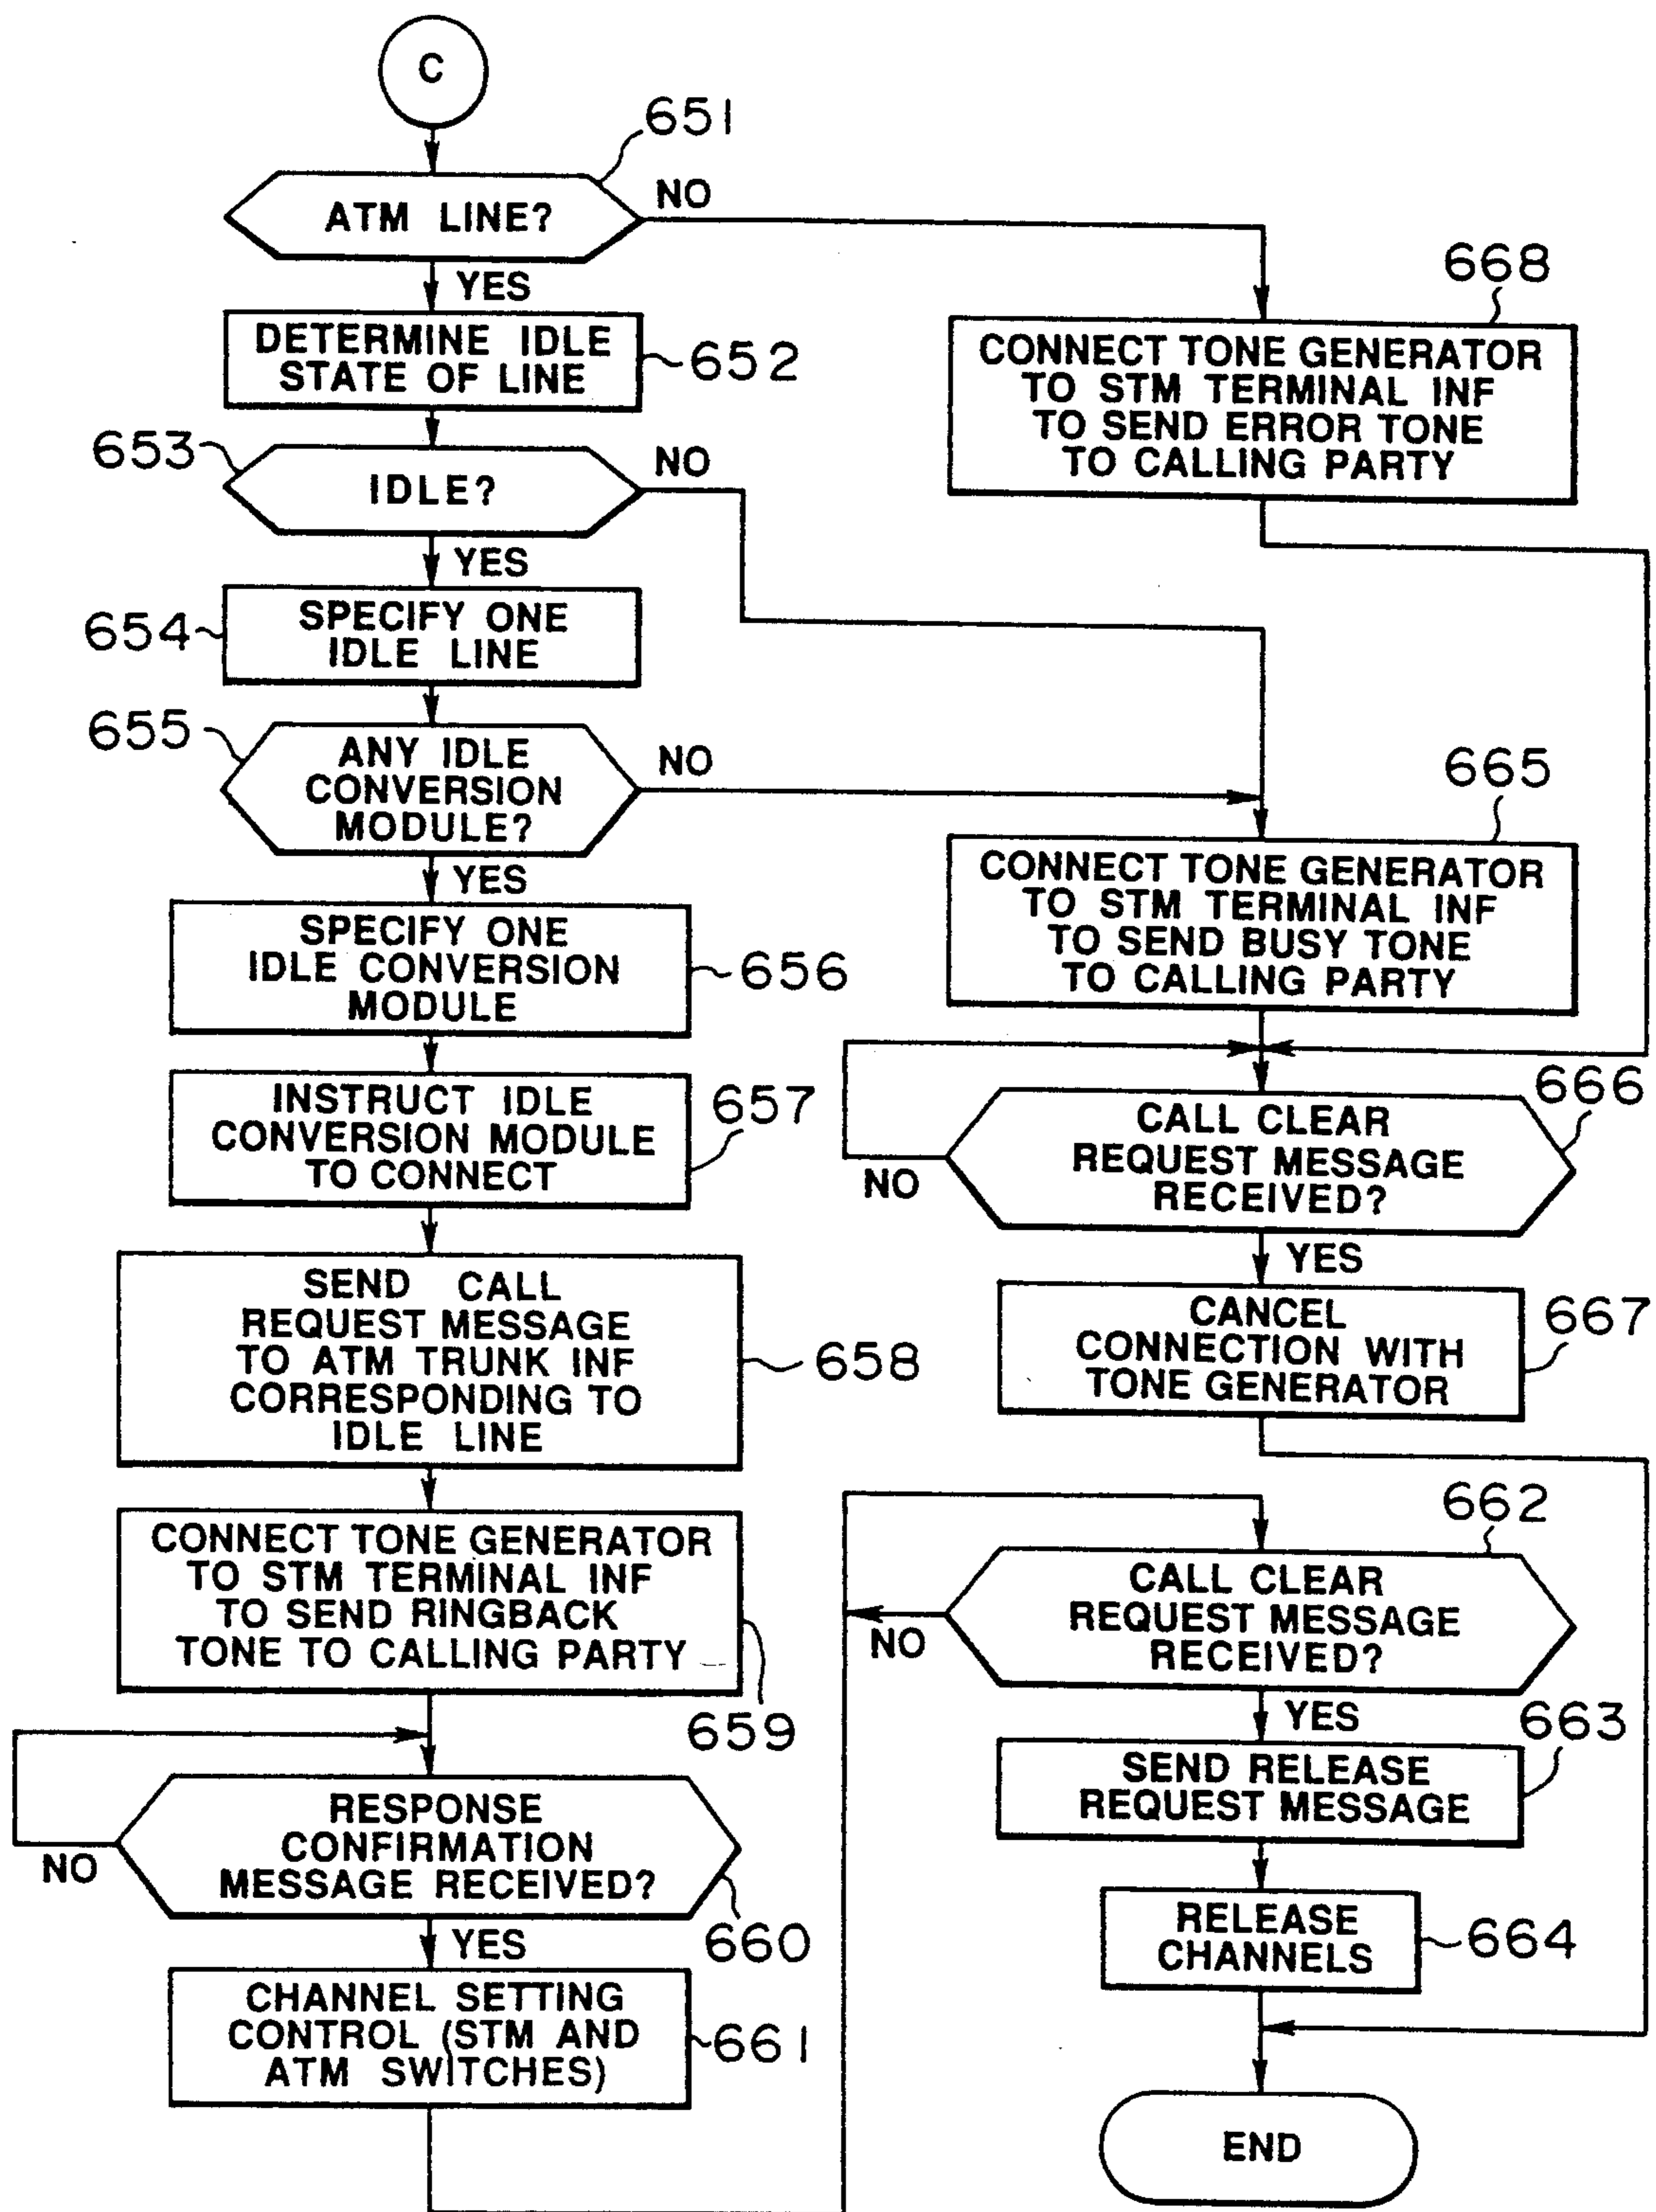 C
651
ATM LINE?
NO
YES
DETERMINE IDLE
STATE OF LINE
652
653
IDLE?
NO
YES
654
SPECIFY ONE
IDLE LINE
655
ANY IDLE
CONVERSION
MODULE?
NO
YES
SPECIFY ONE
IDLE CONVERSION
MODULE
656
INSTRUCT IDLE
CONVERSION MODULE
TO CONNECT
657
SEND CALL
REQUEST MESSAGE
TO ATM TRUNK INF
CORRESPONDING TO
IDLE LINE
658
CONNECT TONE GENERATOR
TO STM TERMINAL INF
TO SEND RINGBACK
TONE TO CALLING PARTY
659
RESPONSE
CONFIRMATION
MESSAGE RECEIVED?
NO
660
YES
CHANNEL SETTING
CONTROL (STM AND
ATM SWITCHES)
661
668
CONNECT TONE GENERATOR
TO STM TERMINAL INF
TO SEND ERROR TONE
TO CALLING PARTY
665
CONNECT TONE GENERATOR
TO STM TERMINAL INF
TO SEND BUSY TONE
TO CALLING PARTY
666
CALL CLEAR
REQUEST MESSAGE
RECEIVED?
NO
YES
CANCEL
CONNECTION WITH
TONE GENERATOR
667
662
CALL CLEAR
REQUEST MESSAGE
RECEIVED?
NO
YES
663
SEND RELEASE
REQUEST MESSAGE
RELEASE
CHANNELS
664
END